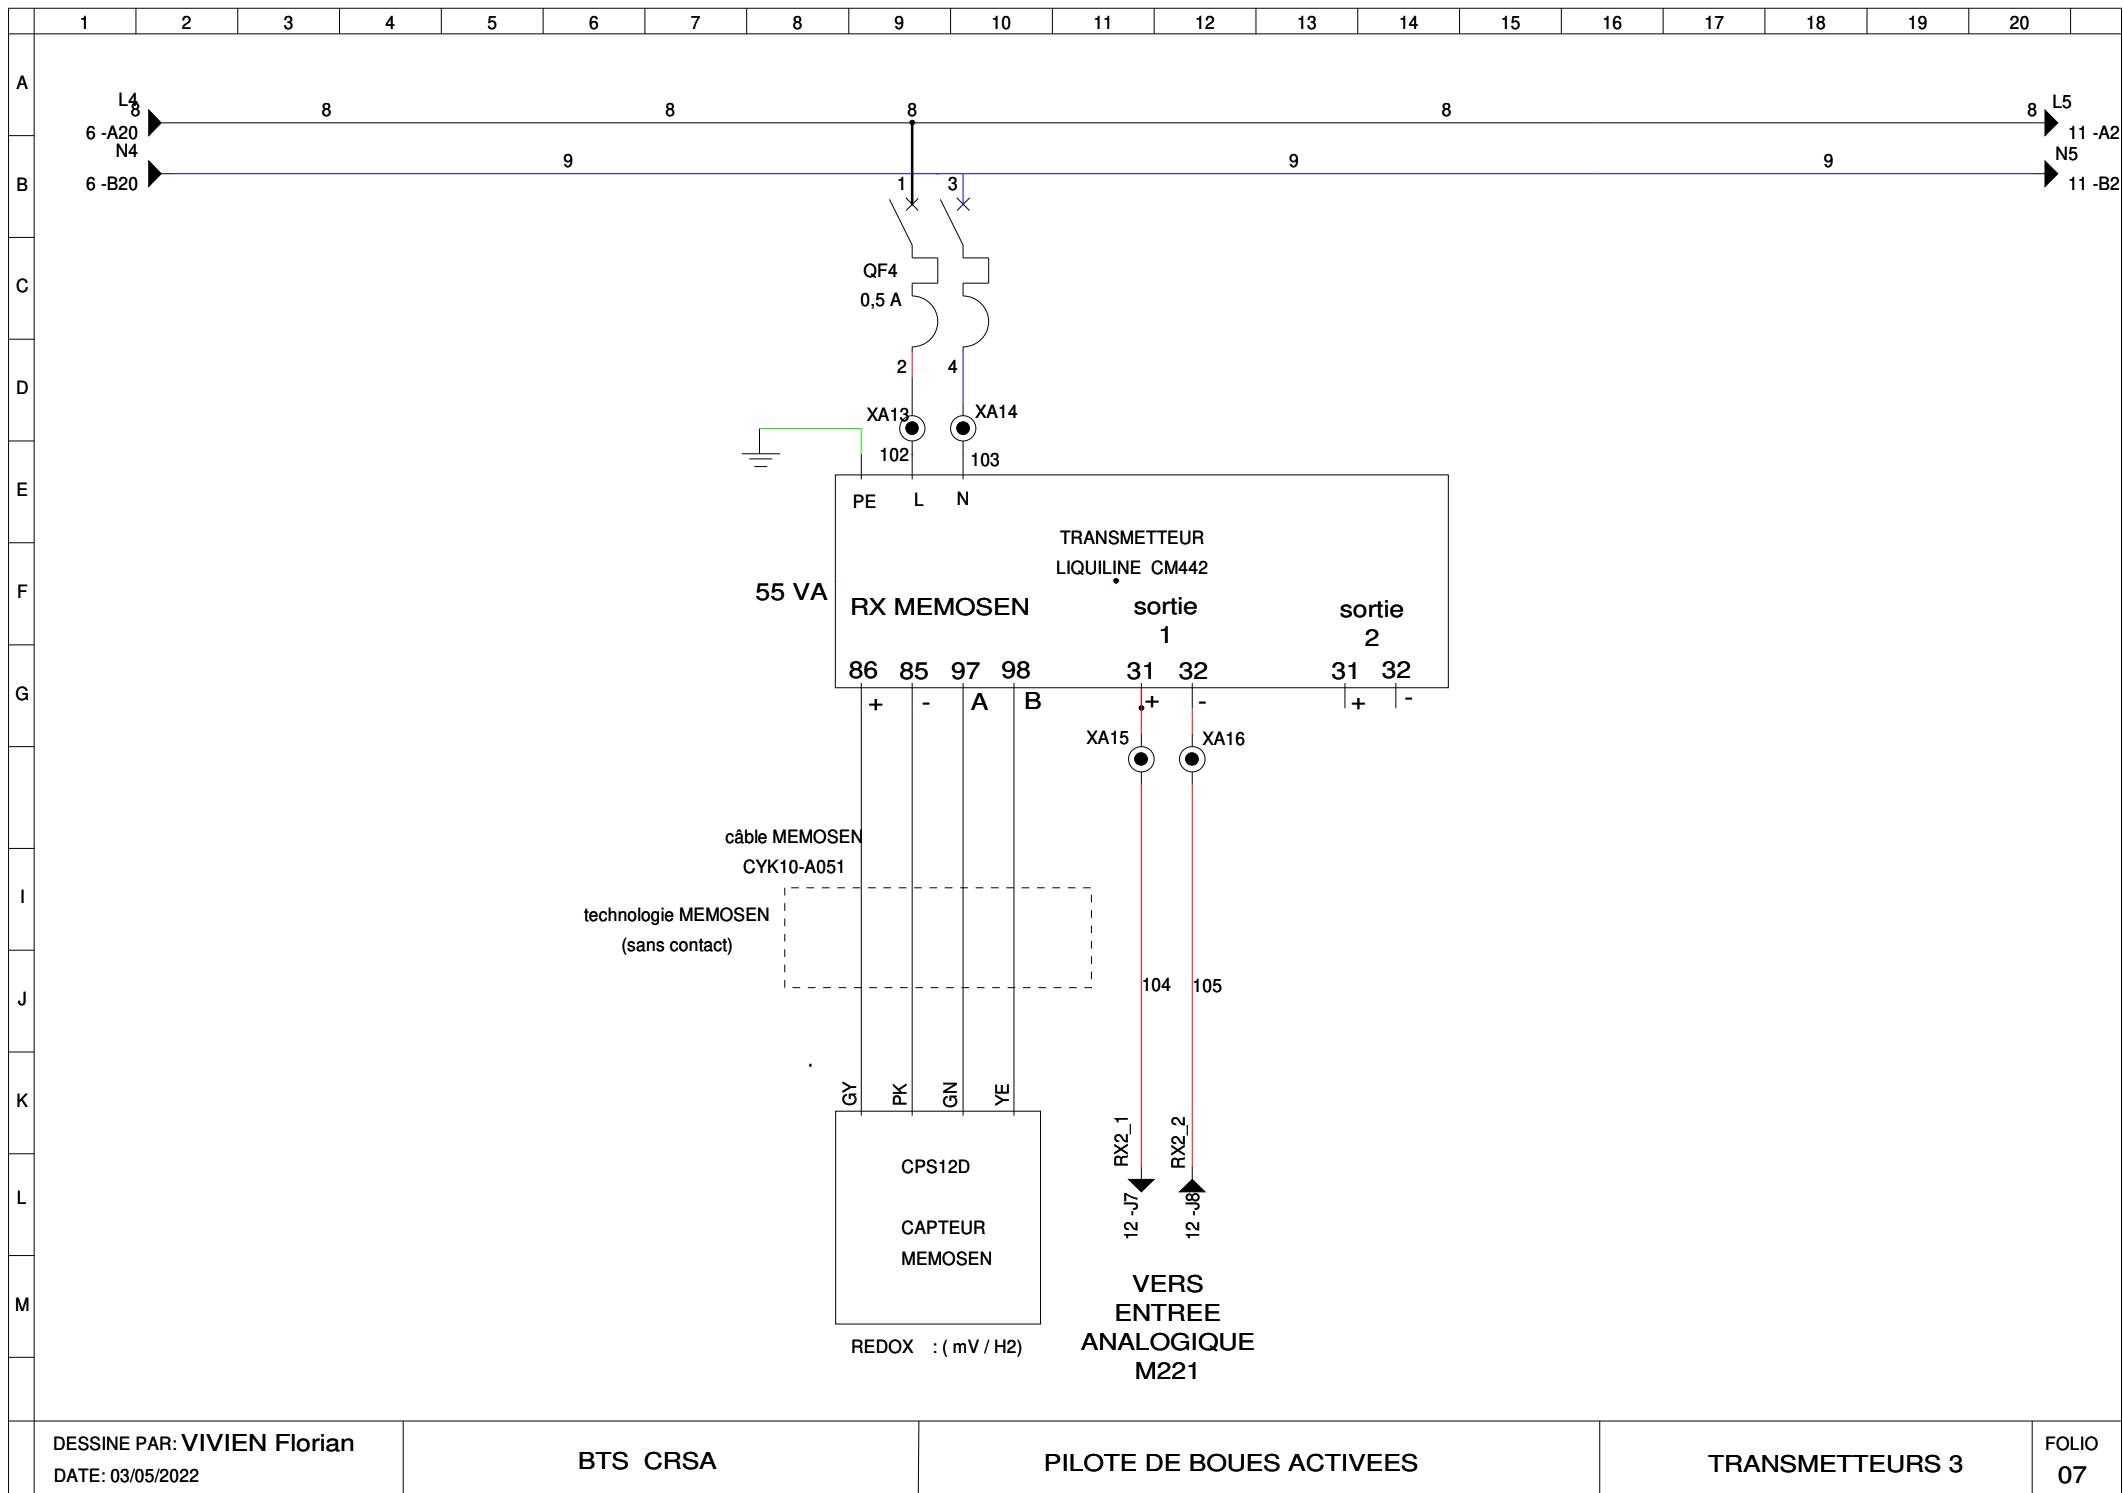 1 2 3 4 5 6 7 8 9 10 11 12 13 14 15 16 17 18 19 20
A
L4
8 8 8 8 8 8
L5
6 -A20
11 -A2
N4
9 9 9
N5
B
6 -B20
1 3
11 -B2
C
QF4
0,5 A
D
2 4
XA13 XA14
102 103
E
PE L N
TRANSMETTEUR
LIQUILINE CM442
F
55 VA
RX MEMOSEN
sortie
1
sortie
2
G
86 85 97 98 31 32 31 32
+ - A B + - + -
XA15 XA16
câble MEMOSEN
CYK10-A051
I
technologie MEMOSEN
(sans contact)
J
104 105
K
GY PK GN YE
RX2_1 RX2_2
L
CPS12D
12 -J7 12 -J8
CAPTEUR
MEMOSEN
M
VERS
ENTREE
ANALOGIQUE
M221
REDOX : ( mV / H2)
DESSINE PAR: VIVIEN Florian
DATE: 03/05/2022
BTS CRSA
PILOTE DE BOUES ACTIVEES
TRANSMETTEURS 3
FOLIO
07